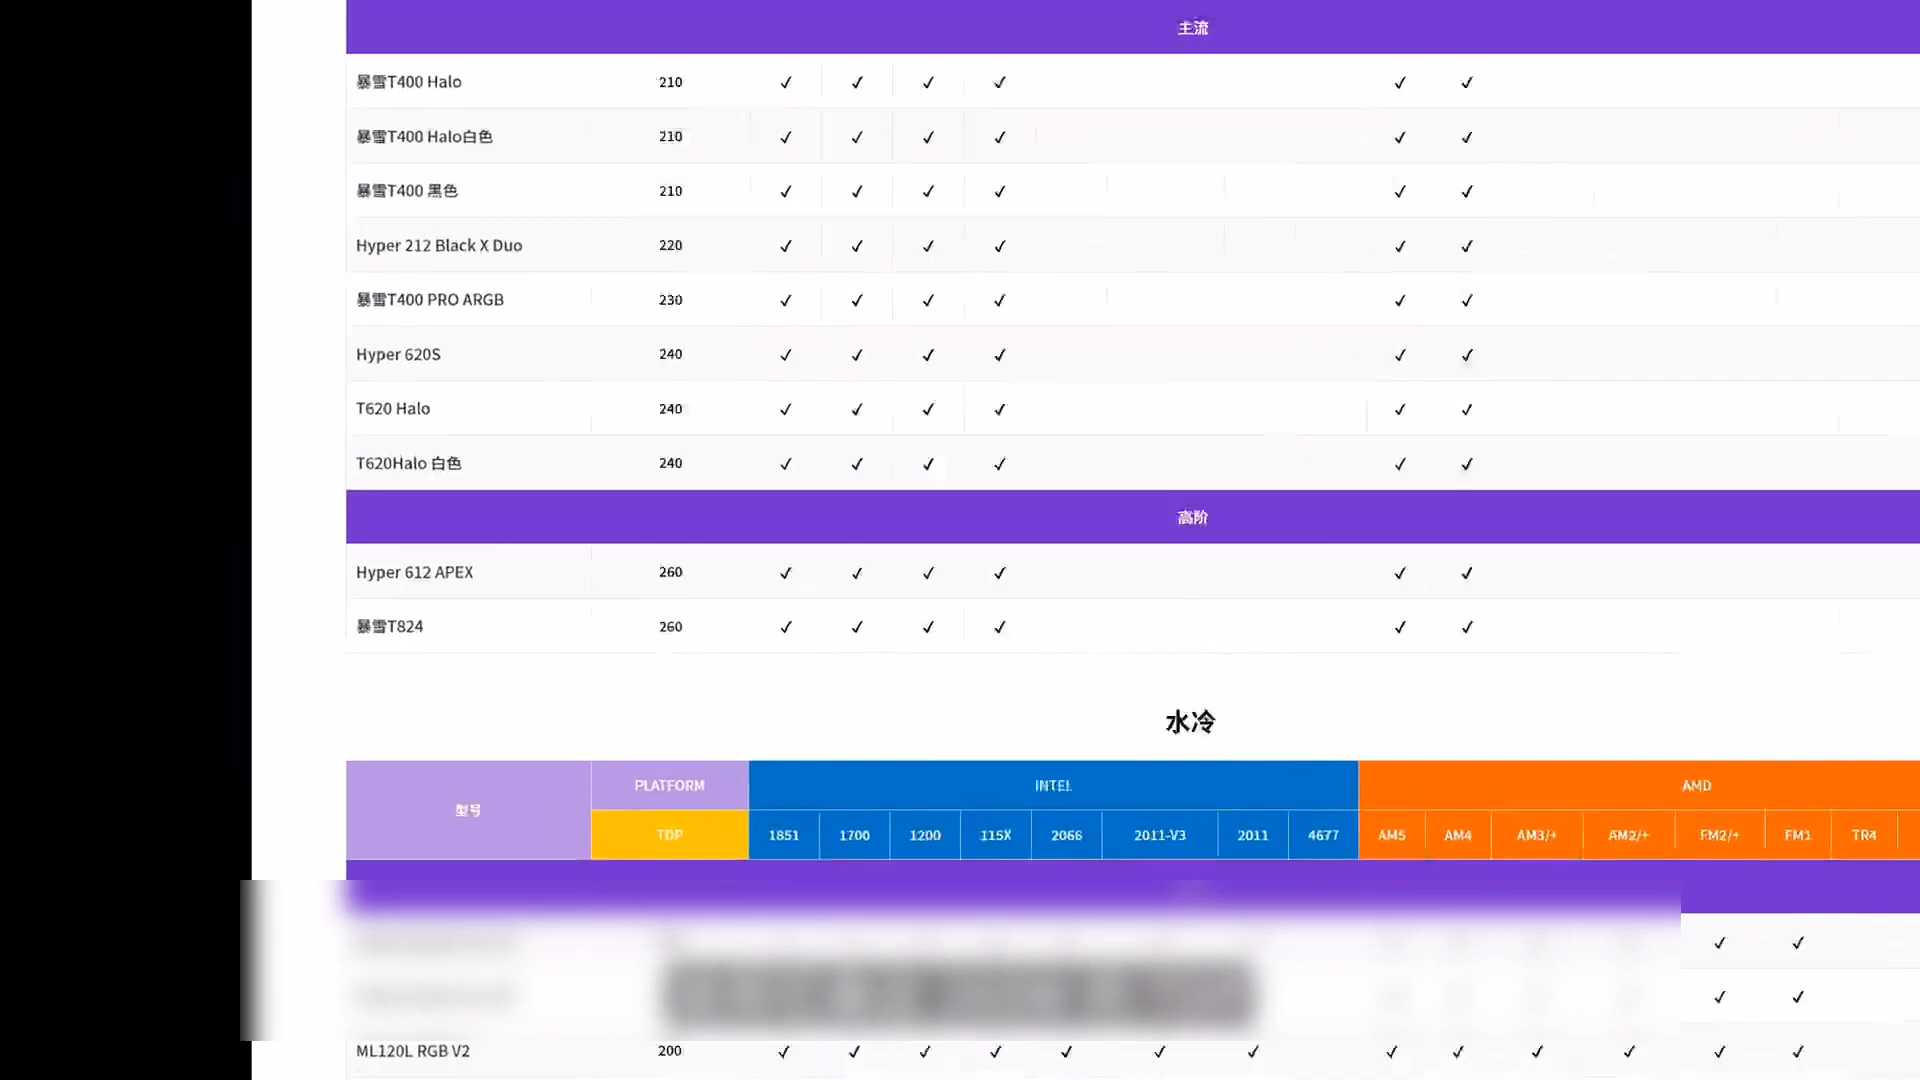 主流
暴雪T400 Halo 210 ✓ ✓ ✓ ✓ ✓ ✓
暴雪T400 Halo白色 210 ✓ ✓ ✓ ✓ ✓ ✓
暴雪T400 黑色 210 ✓ ✓ ✓ ✓ ✓ ✓
Hyper 212 Black X Duo 220 ✓ ✓ ✓ ✓ ✓ ✓
暴雪T400 PRO ARGB 230 ✓ ✓ ✓ ✓ ✓ ✓
Hyper 620S 240 ✓ ✓ ✓ ✓ ✓ ✓
T620 Halo 240 ✓ ✓ ✓ ✓ ✓ ✓
T620Halo 白色 240 ✓ ✓ ✓ ✓ ✓ ✓
高阶
Hyper 612 APEX 260 ✓ ✓ ✓ ✓ ✓ ✓
暴雪T824 260 ✓ ✓ ✓ ✓ ✓ ✓
水冷
型号 PLATFORM INTEL AMD
TDP 1851 1700 1200 115X 2066 2011-V3 2011 4677 AM5 AM4 AM3/+ AM2/+ FM2/+ FM1 TR4
✓ ✓
✓ ✓
ML120L RGB V2 200 ✓ ✓ ✓ ✓ ✓ ✓ ✓ ✓ ✓ ✓ ✓ ✓ ✓